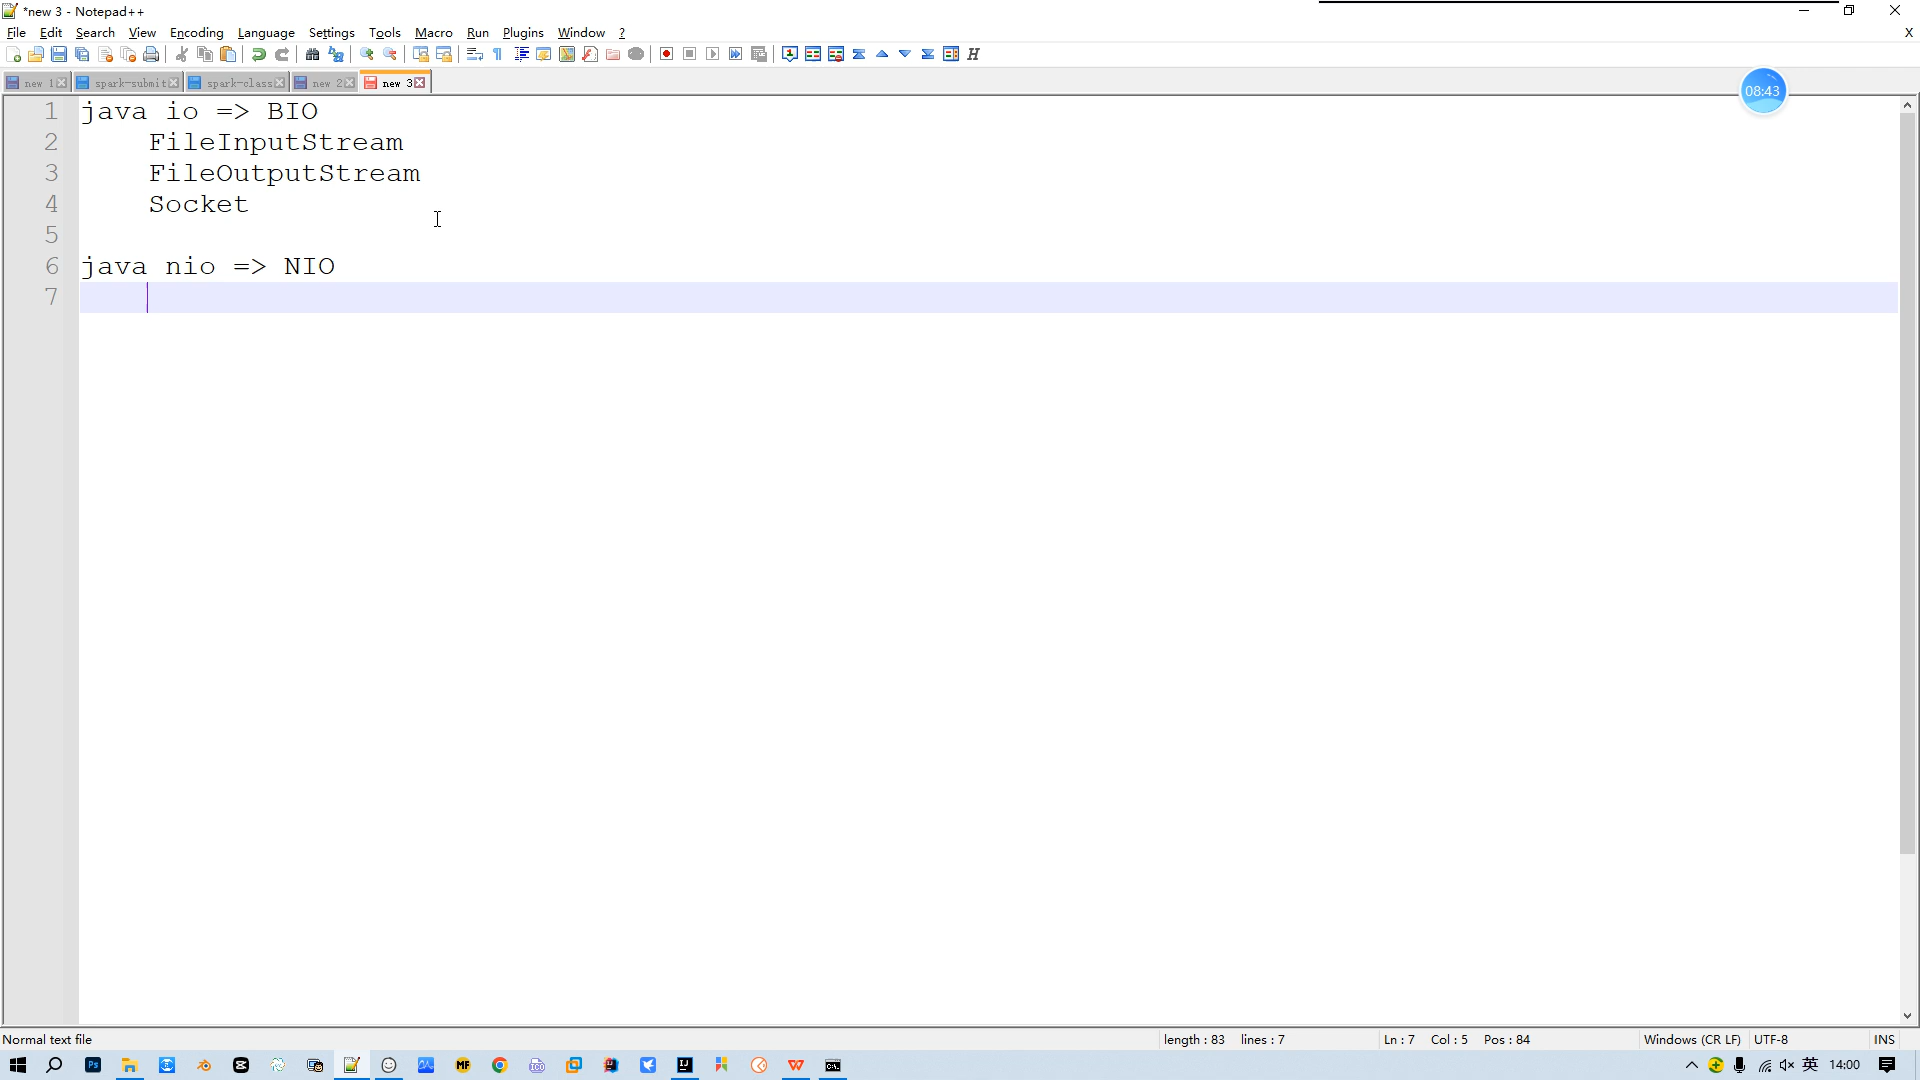 *new 3 - Notepad++
File Edit Search View Encoding Language Settings Tools Macro Run Plugins Window ? X
new 1 spark-submit spark-class new 2 new 3
08:43
1 java io => BIO
2 FileInputStream
3 FileOutputStream
4 Socket
5
6 java nio => NIO
7
Normal text file length : 83 lines : 7 Ln : 7 Col : 5 Pos : 84 Windows (CR LF) UTF-8 INS
英 14:00